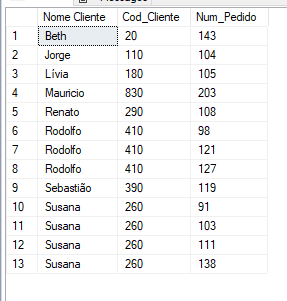 Nome Cliente Cod_Cliente Num_Pedido
1 Beth 20 143
2 Jorge 110 104
3 Lívia 180 105
4 Mauricio 830 203
5 Renato 290 108
6 Rodolfo 410 98
7 Rodolfo 410 121
8 Rodolfo 410 127
9 Sebastião 390 119
10 Susana 260 91
11 Susana 260 103
12 Susana 260 111
13 Susana 260 138